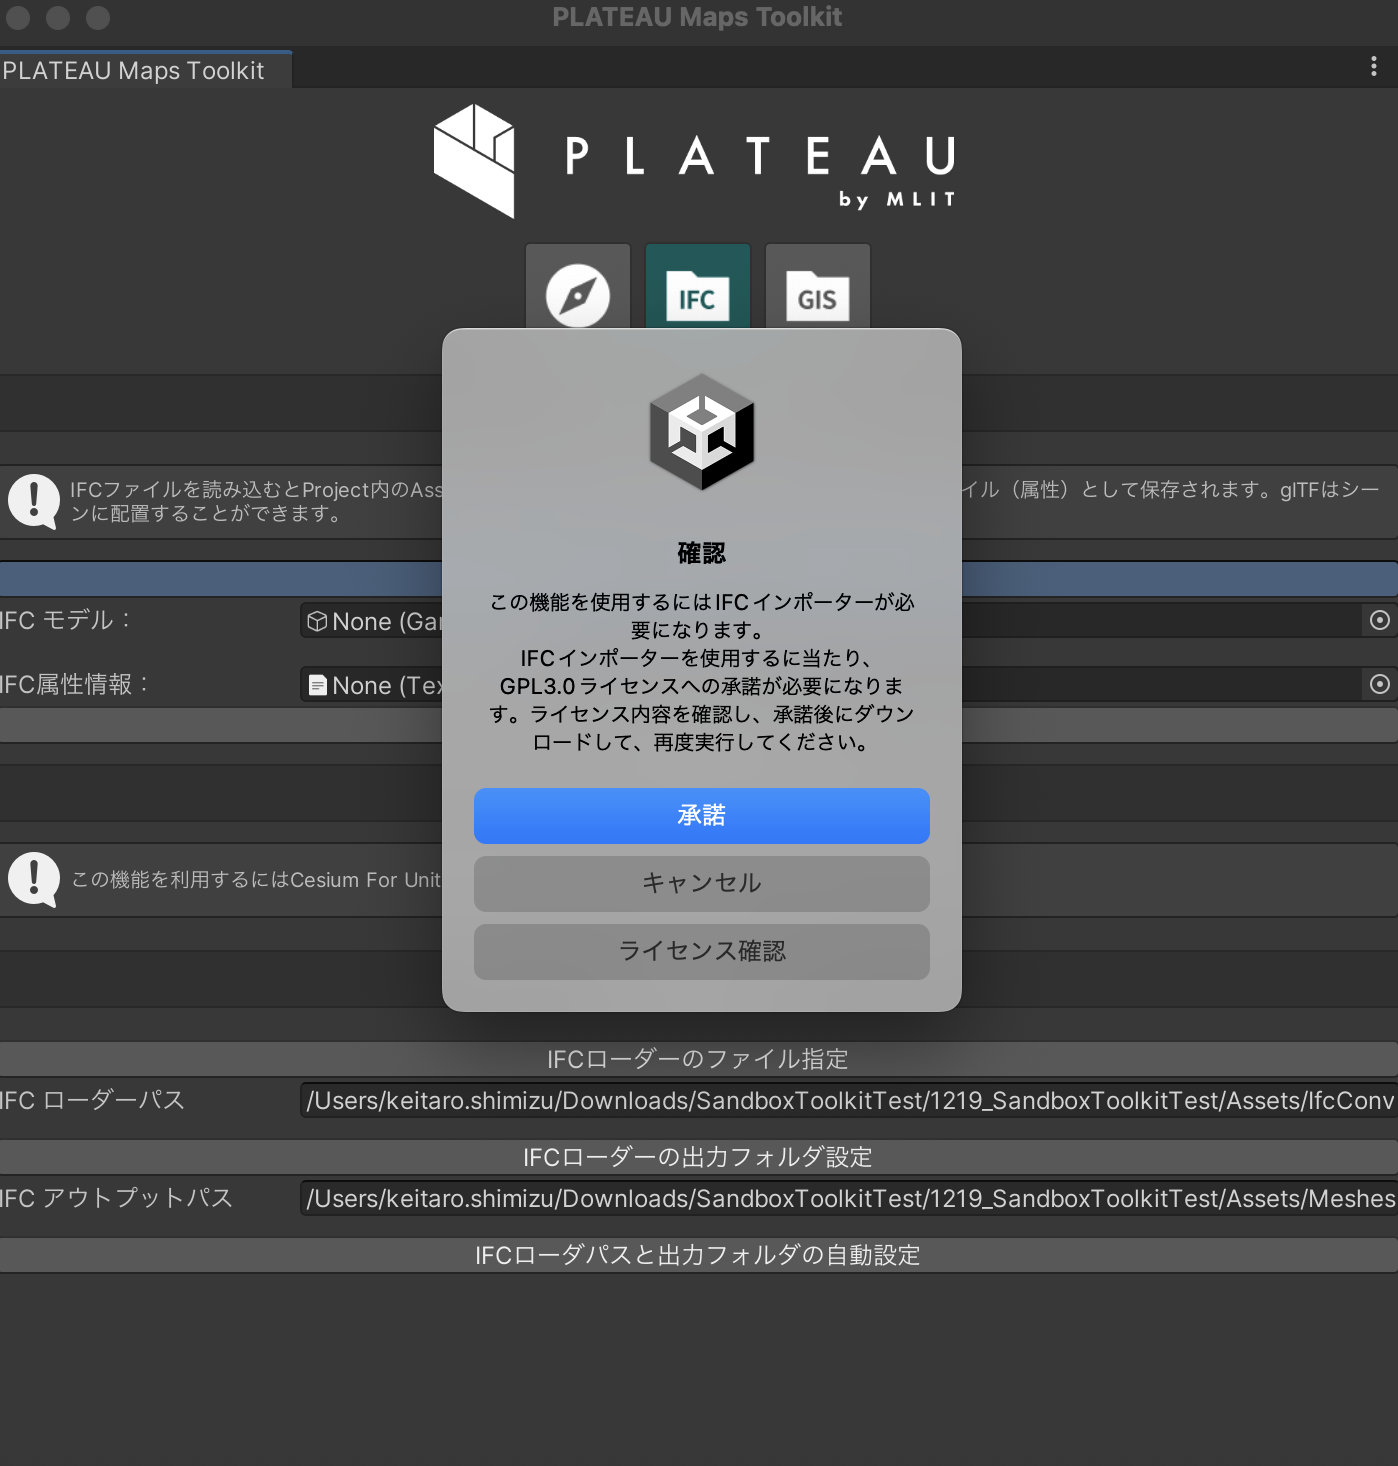 PLATEAU Maps Toolkit
PLATEAU Maps Toolkit
PLATEAU
by MLIT
IFC
GIS
IFCファイルを読み込むとProject内のAss
イル（属性）として保存されます。glTFはシー
ンに配置することができます。
確認
この機能を使用するにはIFCインポーターが必
要になります。
IFCインポーターを使用するに当たり、
GPL3.0ライセンスへの承諾が必要になりま
す。ライセンス内容を確認し、承諾後にダウン
ロードして、再度実行してください。
承諾
キャンセル
ライセンス確認
IFC モデル：
None (Gar
IFC属性情報：
None (Tex
この機能を利用するにはCesium For Unit
IFCローダーのファイル指定
IFC ローダーパス
/Users/keitaro.shimizu/Downloads/SandboxToolkitTest/1219_SandboxToolkitTest/Assets/IfcConv
IFCローダーの出力フォルダ設定
IFC アウトプットパス
/Users/keitaro.shimizu/Downloads/SandboxToolkitTest/1219_SandboxToolkitTest/Assets/Meshes
IFCローダパスと出力フォルダの自動設定